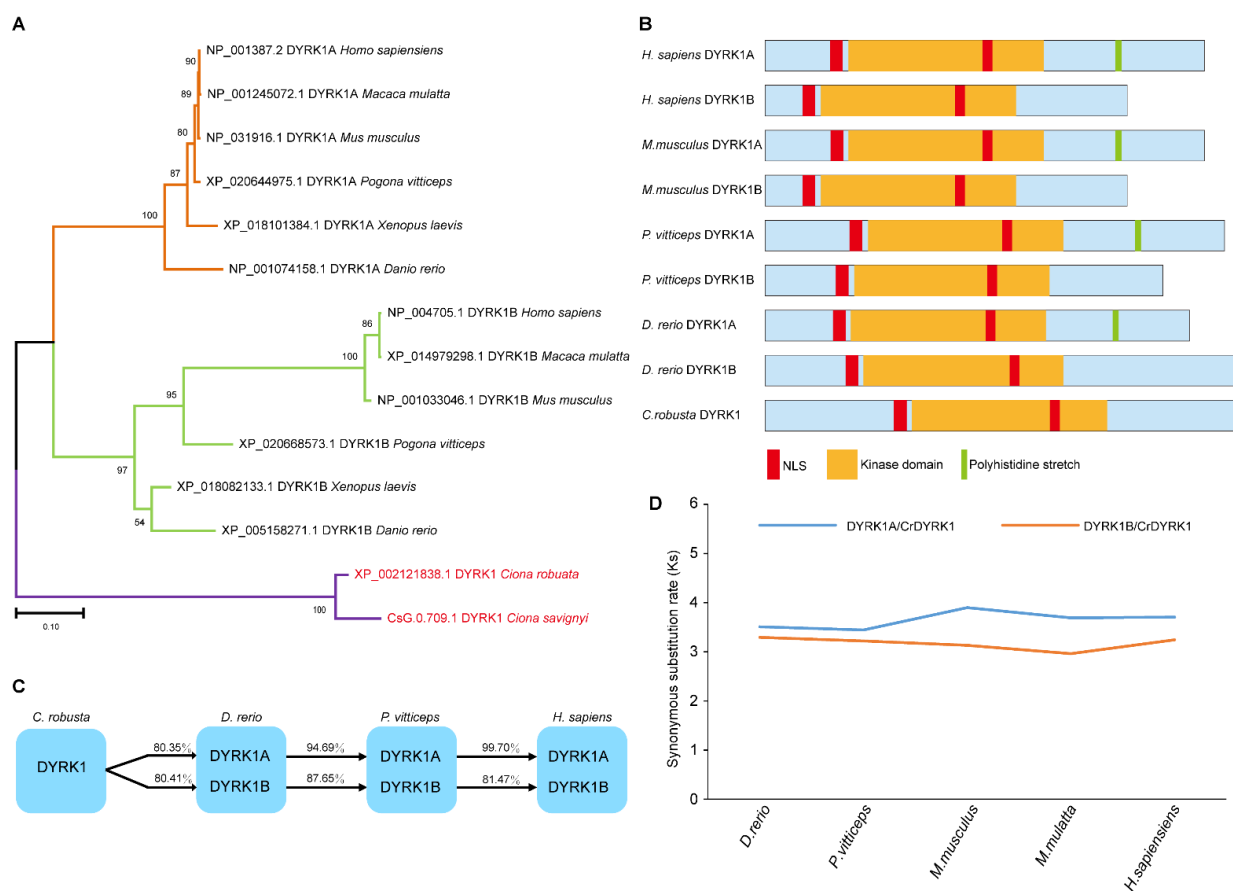 A
NP_001387.2 DYRK1A Homo sapiensiens
90
NP_001245072.1 DYRK1A Macaca mulatta
89
NP_031916.1 DYRK1A Mus musculus
80
XP_020644975.1 DYRK1A Pogona vitticeps
87
XP_018101384.1 DYRK1A Xenopus laevis
100
NP_001074158.1 DYRK1A Danio rerio
NP_004705.1 DYRK1B Homo sapiens
86
XP_014979298.1 DYRK1B Macaca mulatta
100
NP_001033046.1 DYRK1B Mus musculus
95
XP_020668573.1 DYRK1B Pogona vitticeps
97
XP_018082133.1 DYRK1B Xenopus laevis
54
XP_005158271.1 DYRK1B Danio rerio
XP_002121838.1 DYRK1 Ciona robuata
100
CsG.0.709.1 DYRK1 Ciona savignyi
0.10
B
H. sapiens DYRK1A
H. sapiens DYRK1B
M.musculus DYRK1A
M.musculus DYRK1B
P. vitticeps DYRK1A
P. vitticeps DYRK1B
D. rerio DYRK1A
D. rerio DYRK1B
C.robusta DYRK1
NLS Kinase domain Polyhistidine stretch
C
C. robusta D. rerio P. vitticeps H. sapiens
80.35% 94.69% 99.70%
DYRK1 DYRK1A DYRK1A DYRK1A
80.41% 87.65% 81.47%
DYRK1B DYRK1B DYRK1B
D
DYRK1A/CrDYRK1 DYRK1B/CrDYRK1
Synonymous substitution rate (Ks)
6
5
4
3
2
1
0
D.rerio
P.vitticeps
M.musculus
M.mulatta
H.sapiensiens